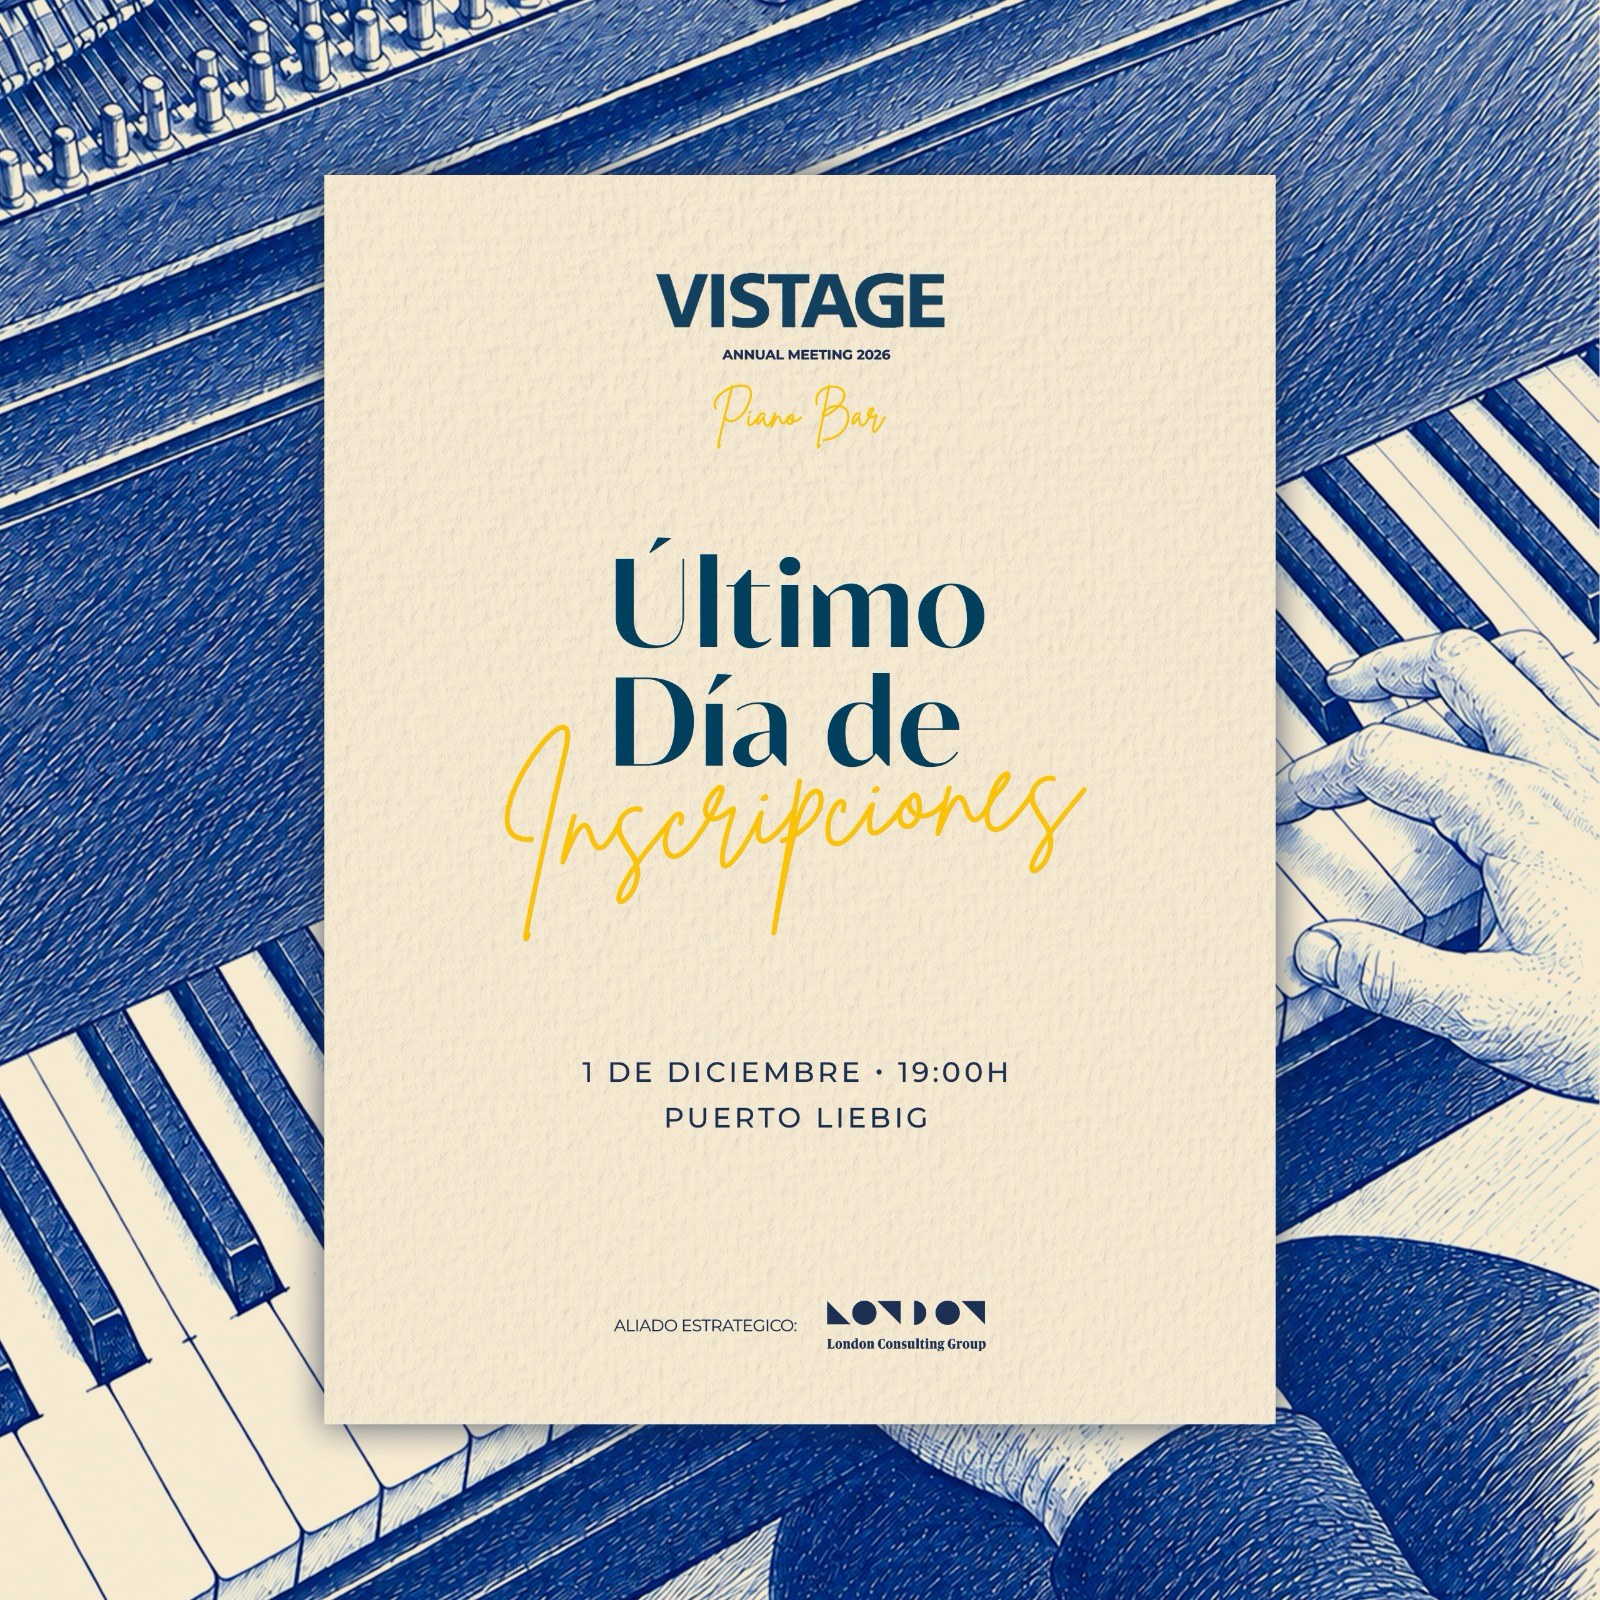 VISTAGE
ANNUAL MEETING 2026
Piano Bar
Último
Día de
Inscripciones
1 DE DICIEMBRE • 19:00H
PUERTO LIEBIG
ALIADO ESTRATEGICO:
LONDON
London Consulting Group